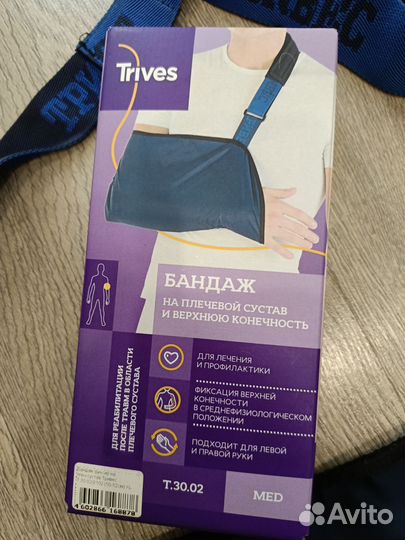 Trives
БАНДАЖ
НА ПЛЕЧЕВОЙ СУСТАВ
И ВЕРХНЮЮ КОНЕЧНОСТЬ
ДЛЯ РЕАБИЛИТАЦИИ
ПОСЛЕ ТРАВМ В ОБЛАСТИ
ПЛЕЧЕВОГО СУСТАВА
ДЛЯ ЛЕЧЕНИЯ
И ПРОФИЛАКТИКИ
ФИКСАЦИЯ ВЕРХНЕЙ
КОНЕЧНОСТИ
В СРЕДНЕФИЗИОЛОГИЧЕСКОМ
ПОЛОЖЕНИИ
ПОДХОДИТ ДЛЯ ЛЕВОЙ
И ПРАВОЙ РУКИ
T.30.02
MED
4 602866 168878
Avito